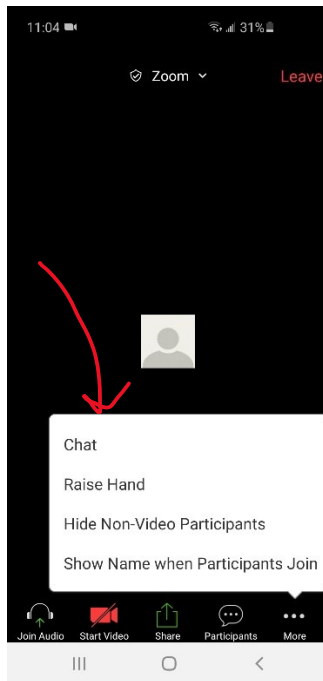 11:04 31%
Zoom Leave
Chat
Raise Hand
Hide Non-Video Participants
Show Name when Participants Join
Join Audio Start Video Share Participants More